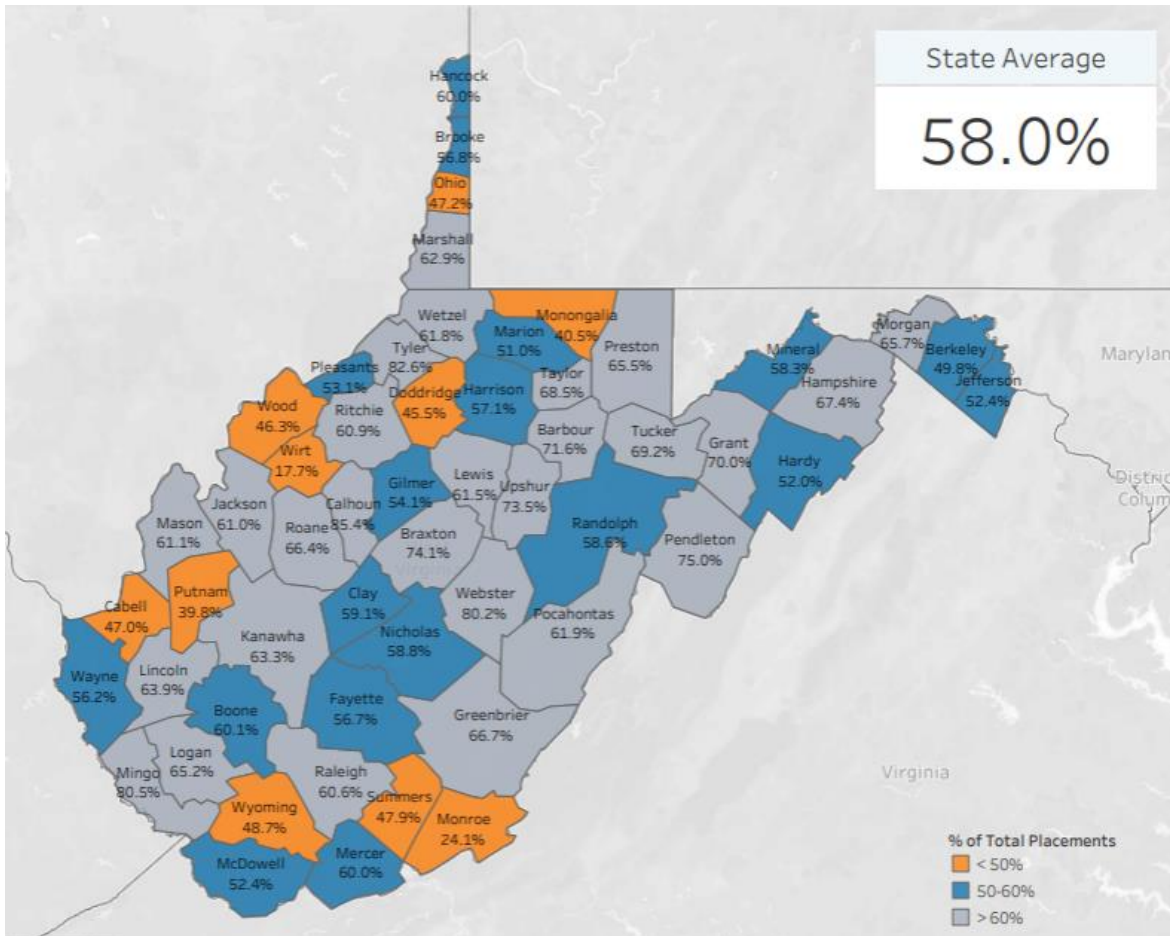 State Average
58.0%
Hancock
60.0%
Brooke
56.8%
Ohio
47.2%
Marshall
62.9%
Wetzel
61.8%
Monongalia
40.5%
Marion
51.0%
Preston
65.5%
Tyler
82.6%
Pleasants
53.1%
Doddridge
45.5%
Harrison
57.1%
Taylor
68.5%
Mineral
58.3%
Hampshire
67.4%
Morgan
65.7%
Berkeley
49.8%
Jefferson
52.4%
Marylan
Wood
46.3%
Ritchie
60.9%
Barbour
71.6%
Tucker
69.2%
Grant
70.0%
Hardy
52.0%
Wirt
17.7%
Gilmer
54.1%
Lewis
61.5%
Upshur
73.5%
Distric
Colum
Mason
61.1%
Jackson
61.0%
Roane
66.4%
Calhoun
85.4%
Braxton
74.1%
Virginia
Randolph
58.6%
Pendleton
75.0%
Cabell
47.0%
Putnam
39.8%
Clay
59.1%
Webster
80.2%
Pocahontas
61.9%
Kanawha
63.3%
Nicholas
58.8%
Wayne
56.2%
Lincoln
63.9%
Boone
60.1%
Fayette
56.7%
Greenbrier
66.7%
Mingo
80.5%
Logan
65.2%
Raleigh
60.6%
Summers
47.9%
Monroe
24.1%
Wyoming
48.7%
McDowell
52.4%
Mercer
60.0%
Virginia
% of Total Placements
< 50%
50-60%
> 60%